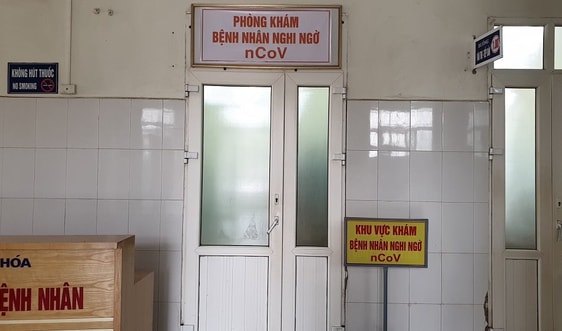 PHÒNG KHÁM
BỆNH NHÂN NGHI NGỜ
nCoV
KHÔNG HÚT THUỐC
NO SMOKING
KHU VỰC KHÁM
BỆNH NHÂN NGHI NGỜ
nCoV
HÓA
ỆNH NHÂN